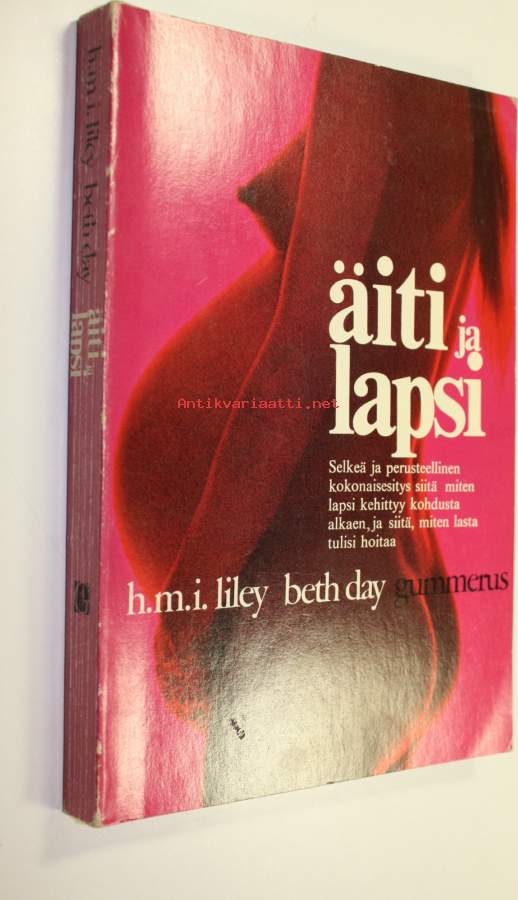 h.m.i. liley beth day äiti ja
lapsi
äiti ja
lapsi
Antikvariaatti.net
Selkeä ja perusteellinen
kokonaisesitys siitä miten
lapsi kehittyy kohdusta
alkaen, ja siitä, miten lasta
tulisi hoitaa
h.m.i. liley beth day gummerus